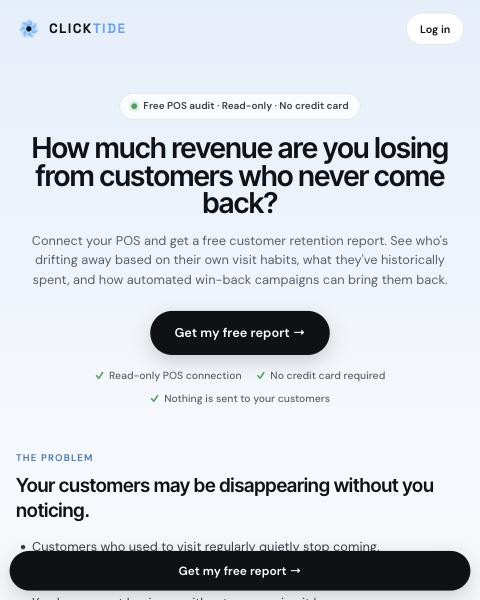 CLICKTIDE
Log in
Free POS audit · Read-only · No credit card
How much revenue are you losing
from customers who never come
back?
Connect your POS and get a free customer retention report. See who's
drifting away based on their own visit habits, what they've historically
spent, and how automated win-back campaigns can bring them back.
Get my free report →
✓ Read-only POS connection ✓ No credit card required
✓ Nothing is sent to your customers
THE PROBLEM
Your customers may be disappearing without you
noticing.
• Customers who used to visit regularly quietly stop coming.
Get my free report →